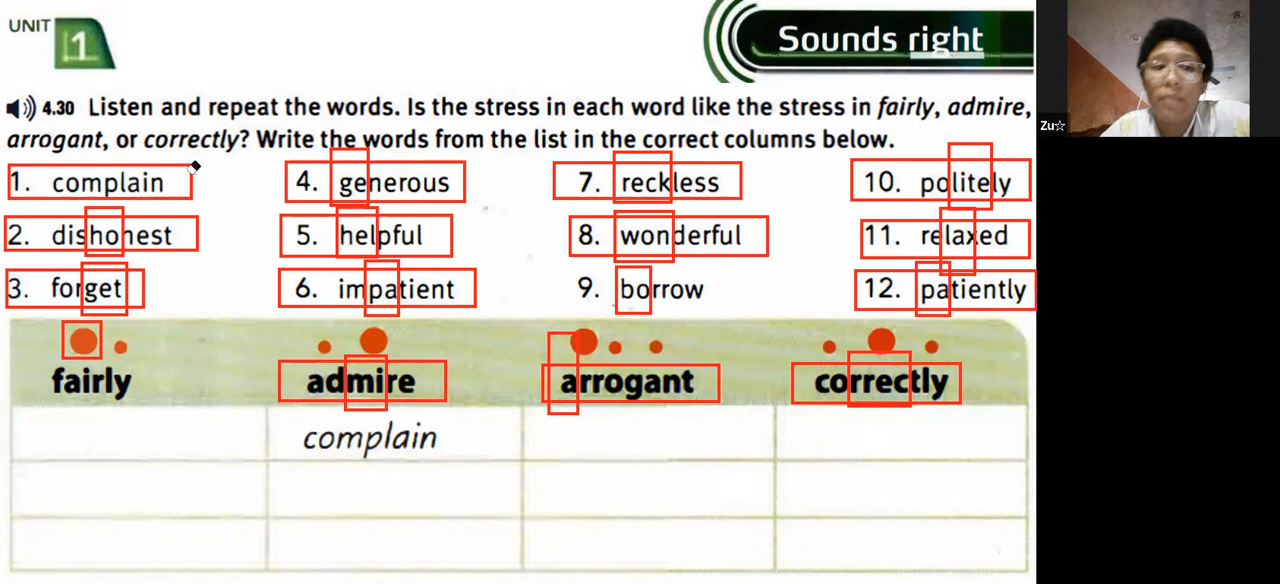 UNIT
1
Sounds right
4.30 Listen and repeat the words. Is the stress in each word like the stress in fairly, admire,
arrogant, or correctly? Write the words from the list in the correct columns below.
1. complain 4. generous 7. reckless 10. politely
2. dishonest 5. helpful 8. wonderful 11. relaxed
3. forget 6. impatient 9. borrow 12. patiently
fairly admire arrogant correctly
complain
Zu☆